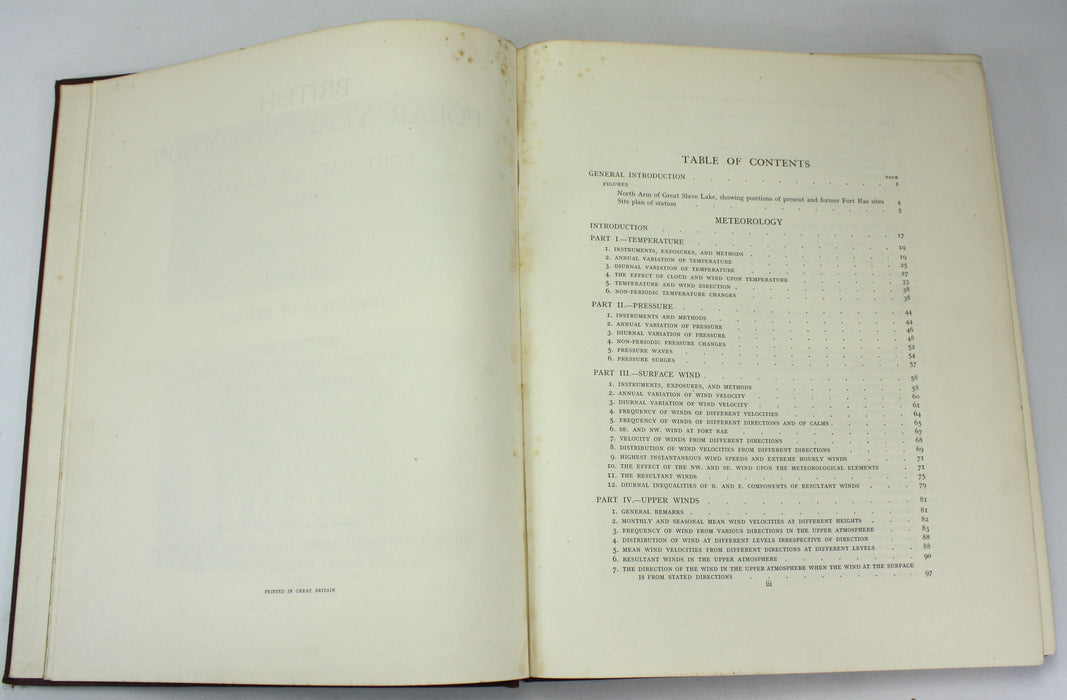 BRITISH
POLAR YEAR EXPEDITION
FORT RAE, N.W. CANADA
DISCUSSION OF RESULTS
PRINTED IN GREAT BRITAIN
TABLE OF CONTENTS
PAGE
GENERAL INTRODUCTION . . . . . . . . . . . 1
FIGURES
North Arm of Great Slave Lake, showing positions of present and former Fort Rae sites 4
Site plan of station . . . . . . . . . . 5
METEOROLOGY
INTRODUCTION . . . . . . . . . . . . 17
PART I.—TEMPERATURE . . . . . . . . . . . 19
1. INSTRUMENTS, EXPOSURES, AND METHODS . . . . . . . . 19
2. ANNUAL VARIATION OF TEMPERATURE . . . . . . . . 25
3. DIURNAL VARIATION OF TEMPERATURE . . . . . . . . 27
4. THE EFFECT OF CLOUD AND WIND UPON TEMPERATURE . . . . . . 33
5. TEMPERATURE AND WIND DIRECTION . . . . . . . . . 38
6. NON-PERIODIC TEMPERATURE CHANGES . . . . . . . . 38
PART II.—PRESSURE . . . . . . . . . . . 44
1. INSTRUMENTS AND METHODS . . . . . . . . . 44
2. ANNUAL VARIATION OF PRESSURE . . . . . . . . 46
3. DIURNAL VARIATION OF PRESSURE . . . . . . . . 48
4. NON-PERIODIC PRESSURE CHANGES . . . . . . . . 52
5. PRESSURE WAVES . . . . . . . . . . 54
6. PRESSURE SURGES . . . . . . . . . . 57
PART III.—SURFACE WIND . . . . . . . . . . . 58
1. INSTRUMENTS, EXPOSURES, AND METHODS . . . . . . . . 58
2. ANNUAL VARIATION OF WIND VELOCITY . . . . . . . . 60
3. DIURNAL VARIATION OF WIND VELOCITY . . . . . . . . 61
4. FREQUENCY OF WINDS OF DIFFERENT VELOCITIES . . . . . . 64
5. FREQUENCY OF WINDS OF DIFFERENT DIRECTIONS AND OF CALMS . . . . . 65
6. SE. AND NW. WIND AT FORT RAE . . . . . . . . 67
7. VELOCITY OF WINDS FROM DIFFERENT DIRECTIONS . . . . . . 68
8. DISTRIBUTION OF WIND VELOCITIES FROM DIFFERENT DIRECTIONS . . . . 69
9. HIGHEST INSTANTANEOUS WIND SPEEDS AND EXTREME HOURLY WINDS . . . 71
10. THE EFFECT OF THE NW. AND SE. WIND UPON THE METEOROLOGICAL ELEMENTS . . 71
11. THE RESULTANT WINDS . . . . . . . . . 75
12. DIURNAL INEQUALITIES OF N. AND E. COMPONENTS OF RESULTANT WINDS . . . 79
PART IV.—UPPER WINDS . . . . . . . . . . . 81
1. GENERAL REMARKS . . . . . . . . . . 81
2. MONTHLY AND SEASONAL MEAN WIND VELOCITIES AT DIFFERENT HEIGHTS . . . 82
3. FREQUENCY OF WIND FROM VARIOUS DIRECTIONS IN THE UPPER ATMOSPHERE . . . 83
4. DISTRIBUTION OF WIND AT DIFFERENT LEVELS IRRESPECTIVE OF DIRECTION . . . 88
5. MEAN WIND VELOCITIES FROM DIFFERENT DIRECTIONS AT DIFFERENT LEVELS . . . 88
6. RESULTANT WINDS IN THE UPPER ATMOSPHERE . . . . . . 90
7. THE DIRECTION OF THE WIND IN THE UPPER ATMOSPHERE WHEN THE WIND AT THE SURFACE
IS FROM STATED DIRECTIONS . . . . . . . . 97
iii